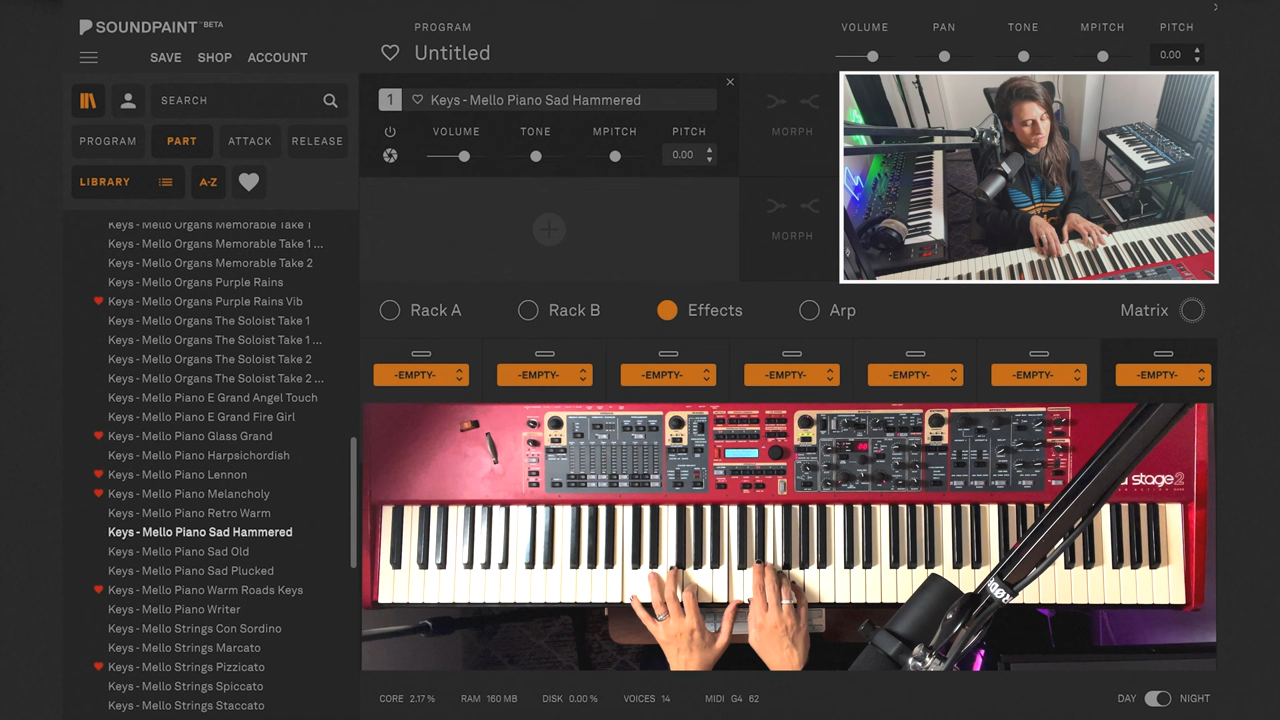 SOUNDPAINT™ BETA
SAVE
SHOP
ACCOUNT
SEARCH
PROGRAM
PART
ATTACK
RELEASE
LIBRARY
A-Z
Keys - Mello Organs Memorable Take 1
Keys - Mello Organs Memorable Take 1 ...
Keys - Mello Organs Memorable Take 2
Keys - Mello Organs Purple Rains
Keys - Mello Organs Purple Rains Vib
Keys - Mello Organs The Soloist Take 1
Keys - Mello Organs The Soloist Take 1 ...
Keys - Mello Organs The Soloist Take 2
Keys - Mello Organs The Soloist Take 2 ...
Keys - Mello Piano E Grand Angel Touch
Keys - Mello Piano E Grand Fire Girl
Keys - Mello Piano Glass Grand
Keys - Mello Piano Harpsichordish
Keys - Mello Piano Lennon
Keys - Mello Piano Melancholy
Keys - Mello Piano Retro Warm
Keys - Mello Piano Sad Hammered
Keys - Mello Piano Sad Old
Keys - Mello Piano Sad Plucked
Keys - Mello Piano Warm Roads Keys
Keys - Mello Piano Writer
Keys - Mello Strings Con Sordino
Keys - Mello Strings Marcato
Keys - Mello Strings Pizzicato
Keys - Mello Strings Spiccato
Keys - Mello Strings Staccato
PROGRAM
Untitled
VOLUME PAN TONE MPITCH PITCH
0.00
1 Keys - Mello Piano Sad Hammered
VOLUME TONE MPITCH PITCH
0.00
MORPH
MORPH
Rack A Rack B Effects Arp Matrix
-EMPTY- -EMPTY- -EMPTY- -EMPTY- -EMPTY- -EMPTY- -EMPTY-
stage 2
RØDE
CORE 2.17 % RAM 160 MB DISK 0.00 % VOICES 14 MIDI G4 62
DAY NIGHT